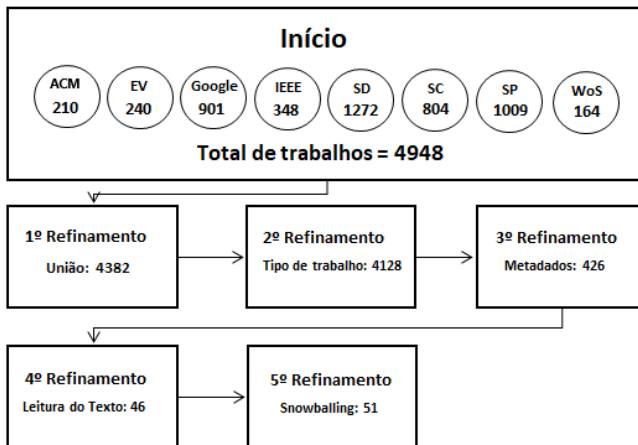 Início
ACM EV Google IEEE SD SC SP WoS
210 240 901 348 1272 804 1009 164
Total de trabalhos = 4948
1º Refinamento
União: 4382
2º Refinamento
Tipo de trabalho: 4128
3º Refinamento
Metadados: 426
4º Refinamento
Leitura do Texto: 46
5º Refinamento
Snowballing: 51